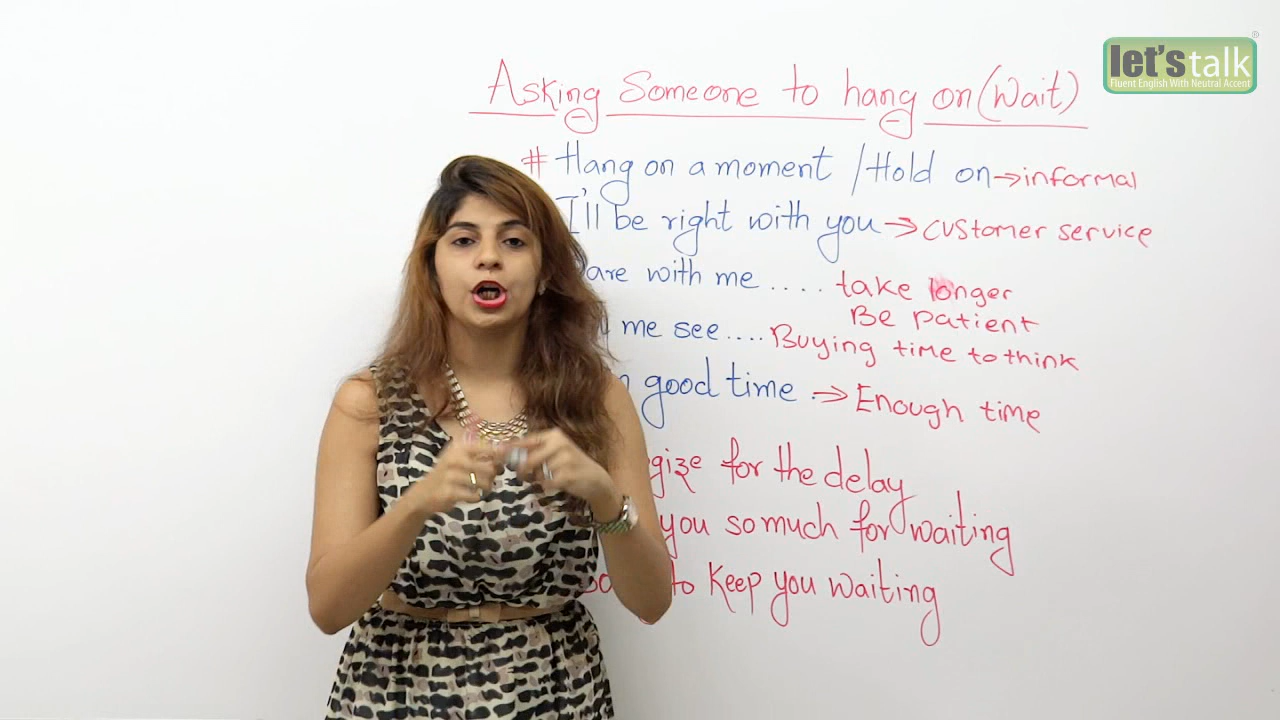 let's talk ®
Fluent English With Neutral Accent
Asking Someone to hang on (Wait)
# Hang on a moment / Hold on → informal
I'll be right with you → customer service
are with me .... take longer
Be patient
me see .... Buying time to think
good time . → Enough time
gize for the delay
you so much for waiting
to keep you waiting